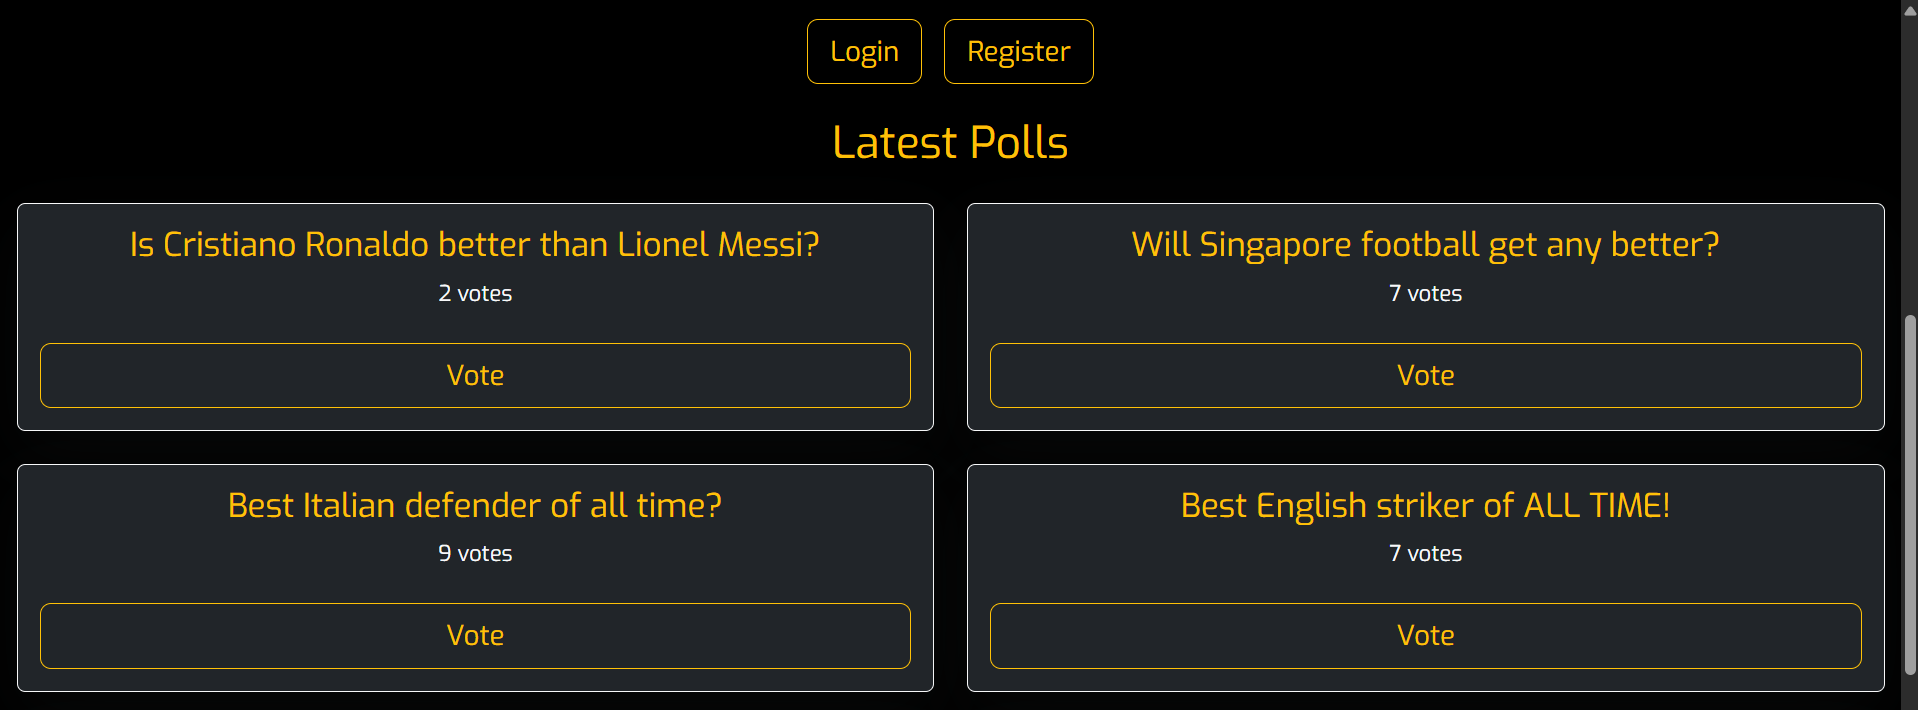 Login Register
Latest Polls
Is Cristiano Ronaldo better than Lionel Messi?
2 votes
Vote
Will Singapore football get any better?
7 votes
Vote
Best Italian defender of all time?
9 votes
Vote
Best English striker of ALL TIME!
7 votes
Vote